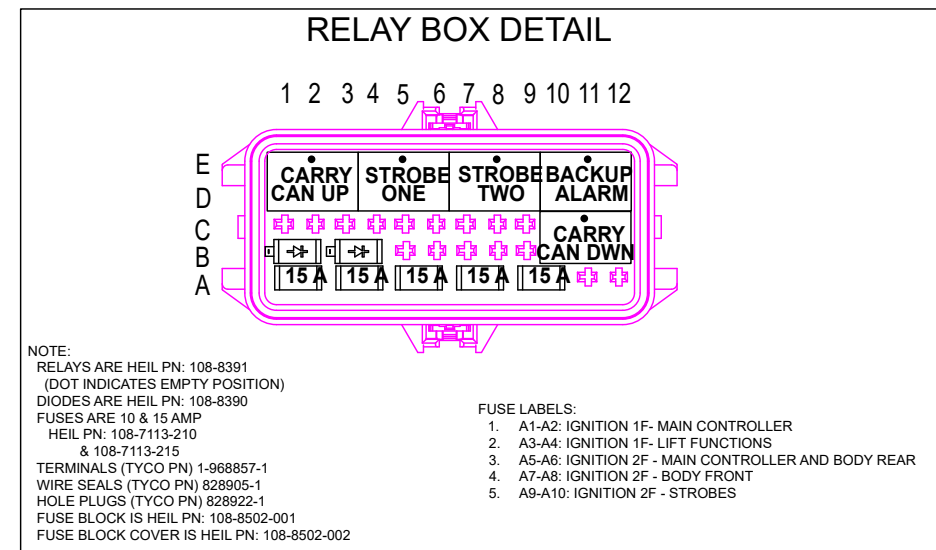 RELAY BOX DETAIL
1 2 3 4 5 6 7 8 9 10 11 12
E
D
C
B
A
CARRY CAN UP
STROBE ONE
STROBE TWO
BACKUP ALARM
CARRY CAN DWN
15 A 15 A 15 A 15 A 15 A
NOTE:
RELAYS ARE HEIL PN: 108-8391
(DOT INDICATES EMPTY POSITION)
DIODES ARE HEIL PN: 108-8390
FUSES ARE 10 & 15 AMP
HEIL PN: 108-7113-210
& 108-7113-215
TERMINALS (TYCO PN) 1-968857-1
WIRE SEALS (TYCO PN) 828905-1
HOLE PLUGS (TYCO PN) 828922-1
FUSE BLOCK IS HEIL PN: 108-8502-001
FUSE BLOCK COVER IS HEIL PN: 108-8502-002
FUSE LABELS:
1. A1-A2: IGNITION 1F- MAIN CONTROLLER
2. A3-A4: IGNITION 1F- LIFT FUNCTIONS
3. A5-A6: IGNITION 2F - MAIN CONTROLLER AND BODY REAR
4. A7-A8: IGNITION 2F - BODY FRONT
5. A9-A10: IGNITION 2F - STROBES